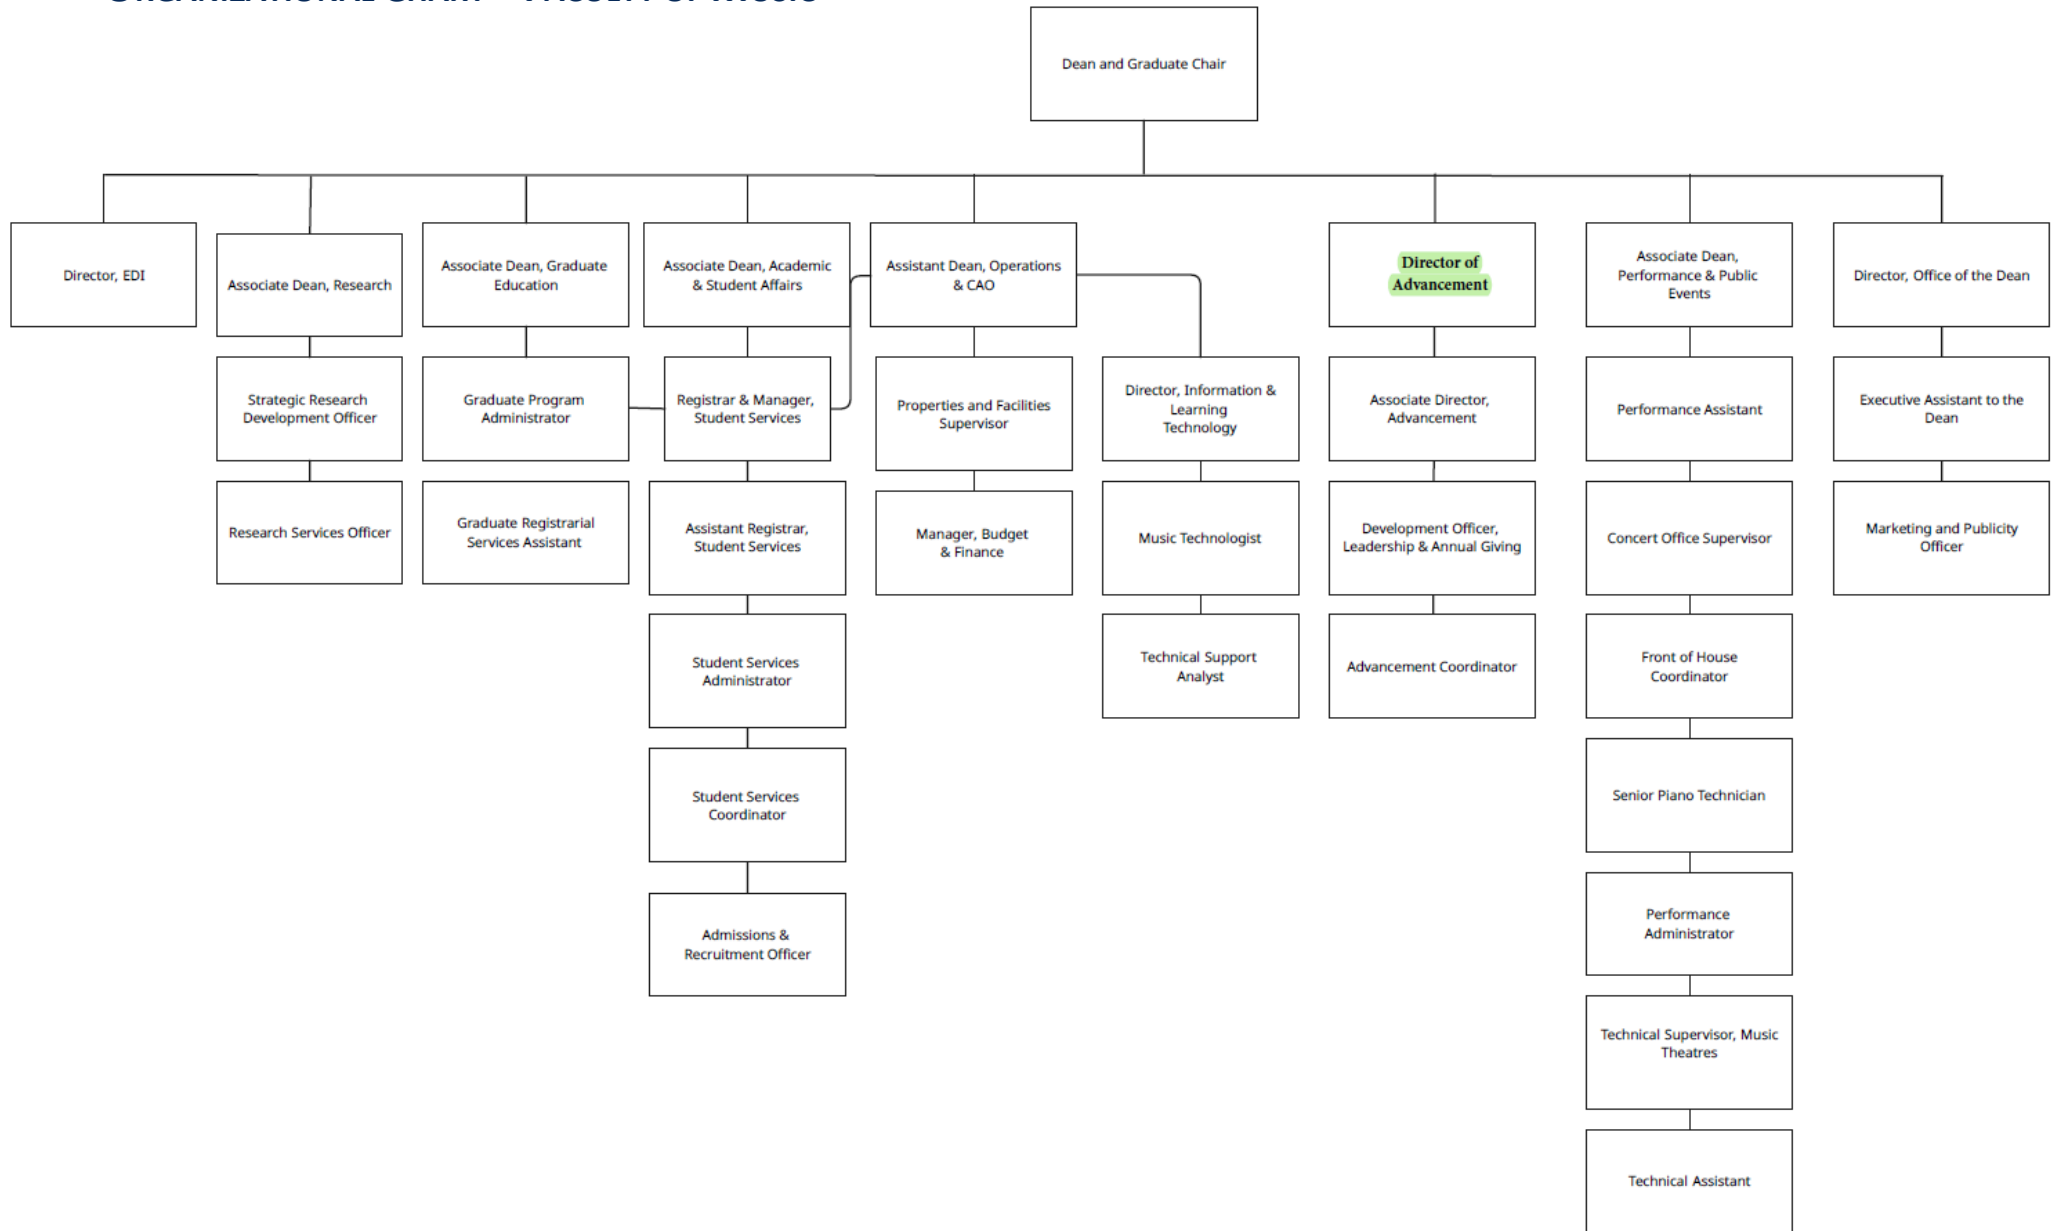 ORGANIZATIONAL CHART – FACULTY OF MUSIC
Dean and Graduate Chair
Director, EDI
Associate Dean, Research
Associate Dean, Graduate
Education
Associate Dean, Academic
& Student Affairs
Assistant Dean, Operations
& CAO
Director of
Advancement
Associate Dean,
Performance & Public
Events
Director, Office of the Dean
Strategic Research
Development Officer
Graduate Program
Administrator
Registrar & Manager,
Student Services
Properties and Facilities
Supervisor
Director, Information &
Learning
Technology
Associate Director,
Advancement
Performance Assistant
Executive Assistant to the
Dean
Research Services Officer
Graduate Registrarial
Services Assistant
Assistant Registrar,
Student Services
Manager, Budget
& Finance
Music Technologist
Development Officer,
Leadership & Annual Giving
Concert Office Supervisor
Marketing and Publicity
Officer
Student Services
Administrator
Technical Support
Analyst
Advancement Coordinator
Front of House
Coordinator
Student Services
Coordinator
Senior Piano Technician
Admissions &
Recruitment Officer
Performance
Administrator
Technical Supervisor, Music
Theatres
Technical Assistant